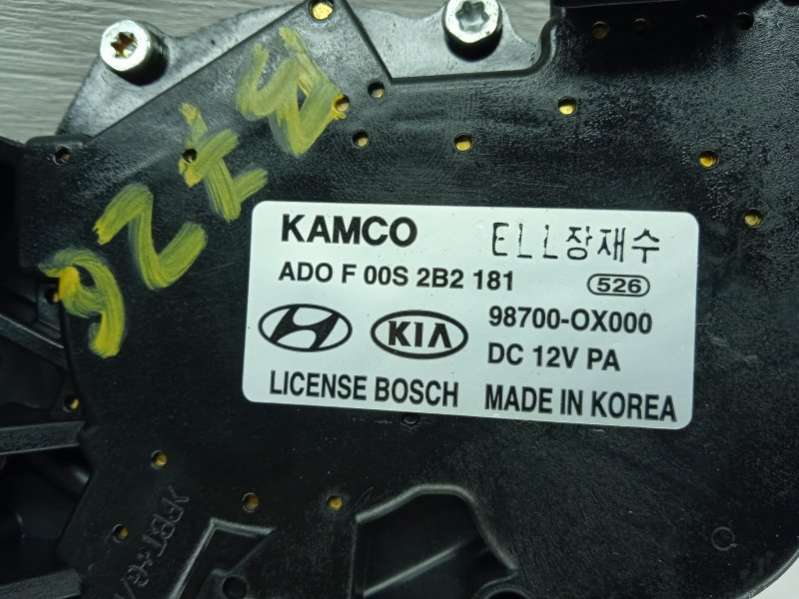 KAMCO ELL장재수
ADO F 00S 2B2 181 526
KIA 98700-OX000
DC 12V PA
LICENSE BOSCH MADE IN KOREA